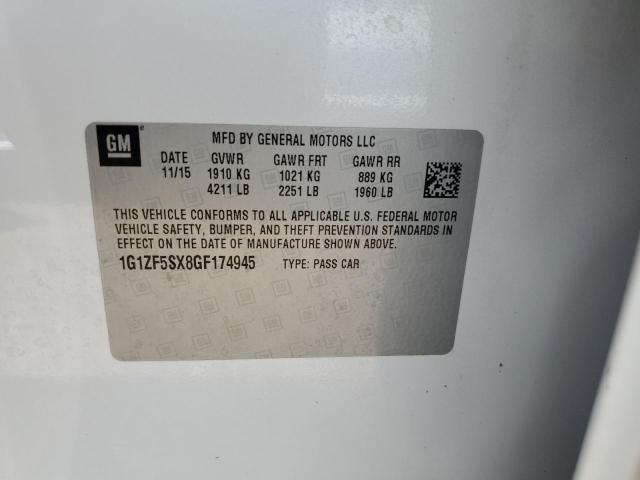 GM
MFD BY GENERAL MOTORS LLC
DATE GVWR GAWR FRT GAWR RR
11/15 1910 KG 1021 KG 889 KG
4211 LB 2251 LB 1960 LB
THIS VEHICLE CONFORMS TO ALL APPLICABLE U.S. FEDERAL MOTOR
VEHICLE SAFETY, BUMPER, AND THEFT PREVENTION STANDARDS
IN EFFECT ON THE DATE OF MANUFACTURE SHOWN ABOVE.
1G1ZF5SX8GF174945 TYPE: PASS CAR